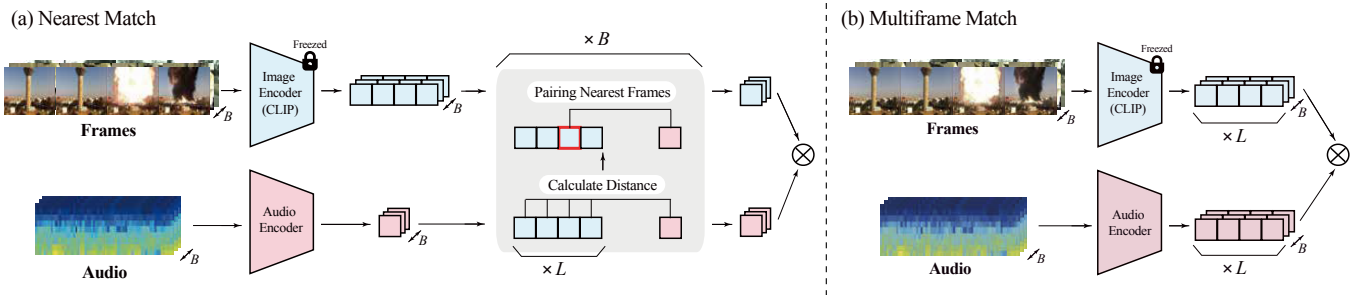 (a) Nearest Match
Freezed
Image
Encoder
(CLIP)
B
Frames
B
× B
Pairing Nearest Frames
Calculate Distance
× L
Audio
Encoder
B
Audio
B
(b) Multiframe Match
Freezed
Image
Encoder
(CLIP)
B
Frames
B
× L
Audio
Encoder
B
Audio
B
× L